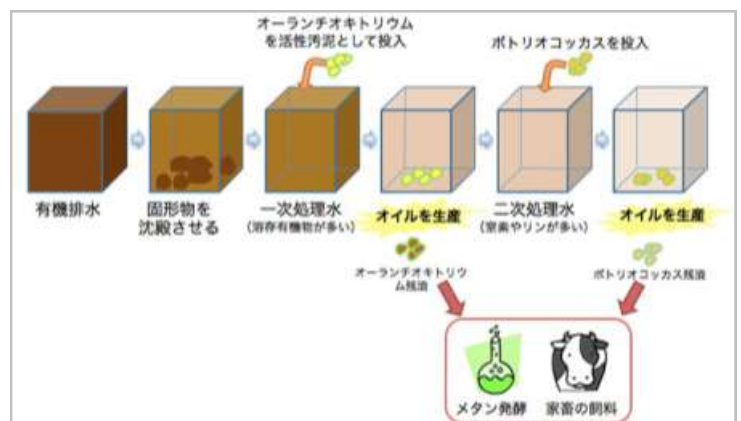 オーランチオキトリウム
を活性汚泥として投入
ボトリオコッカスを投入
有機排水
固形物を
沈殿させる
一次処理水
(溶存有機物が多い)
オイルを生産
二次処理水
(窒素やリンが多い)
オイルを生産
オーランチオキトリウ
ム残渣
ボトリオコッカス残渣
メタン発酵
家畜の飼料